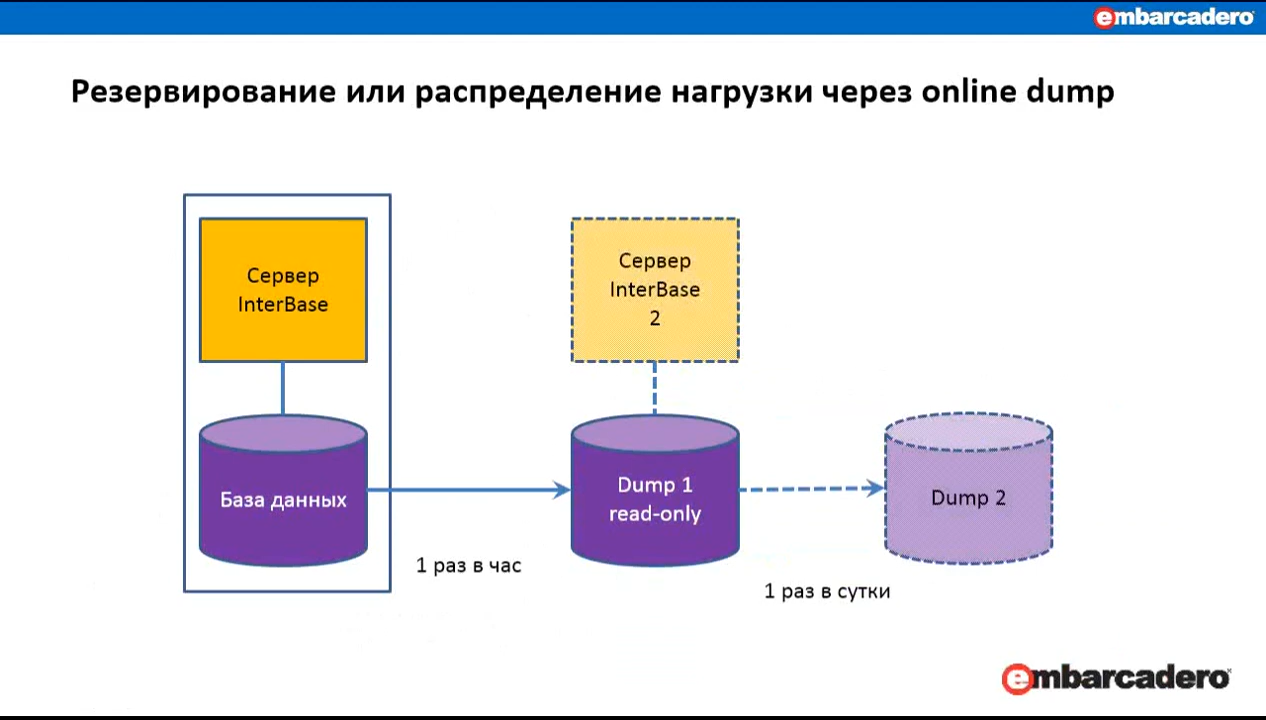 embarcadero
Резервирование или распределение нагрузки через online dump
Сервер
InterBase
Сервер
InterBase
2
База данных
Dump 1
read-only
Dump 2
1 раз в час
1 раз в сутки
embarcadero